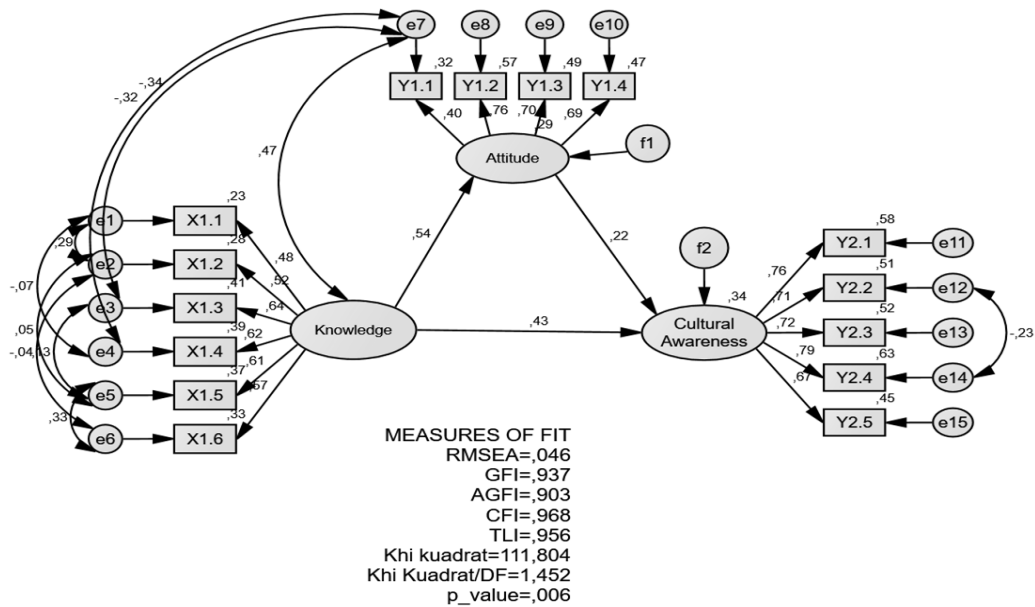 e7
e8
e9
e10
,32
,57
,49
,47
Y1.1
Y1.2
Y1.3
Y1.4
-,34
-,32
,40
,76
,70
,29
,69
f1
Attitude
,47
,23
e1
X1.1
,28
,29
e2
X1.2
,48
,54
,22
f2
,58
Y2.1
e11
,52
,41
-,07
e3
X1.3
,64
,76
,51
Y2.2
e12
,71
,34
Knowledge
,43
Cultural
Awareness
,39
,62
,05
-,04
,13
e4
X1.4
,61
,72
,52
Y2.3
e13
-,23
,37
,57
e5
X1.5
,79
,63
Y2.4
e14
,67
,33
,33
e6
X1.6
,45
Y2.5
e15
MEASURES OF FIT
RMSEA=,046
GFI=,937
AGFI=,903
CFI=,968
TLI=,956
Khi kuadrat=111,804
Khi Kuadrat/DF=1,452
p_value=,006